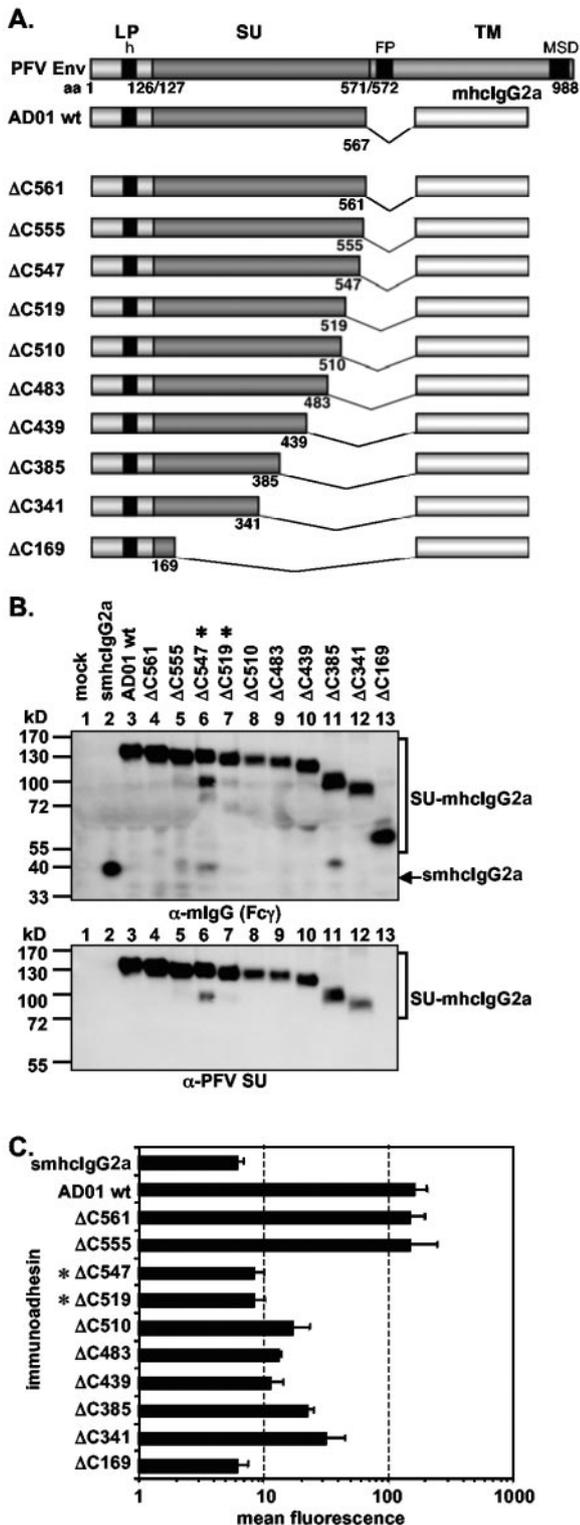 A.
LP SU TM
h FP MSD
PFV Env
aa 1 126/127 571/572 988
mhcIgG2a
AD01 wt
567
ΔC561
561
ΔC555
555
ΔC547
547
ΔC519
519
ΔC510
510
ΔC483
483
ΔC439
439
ΔC385
385
ΔC341
341
ΔC169
169
B.
mock smhcIgG2a AD01 wt ΔC561 ΔC555 ΔC547 * ΔC519 * ΔC510 ΔC483 ΔC439 ΔC385 ΔC341 ΔC169
kD 1 2 3 4 5 6 7 8 9 10 11 12 13
170
130
100
72
55
40
33
SU-mhcIgG2a
smhcIgG2a
α-mIgG (Fcγ)
kD 1 2 3 4 5 6 7 8 9 10 11 12 13
170
130
100
72
55
SU-mhcIgG2a
α-PFV SU
C.
immunoadhesin
smhcIgG2a
AD01 wt
ΔC561
ΔC555
* ΔC547
* ΔC519
ΔC510
ΔC483
ΔC439
ΔC385
ΔC341
ΔC169
1 10 100 1000
mean fluorescence